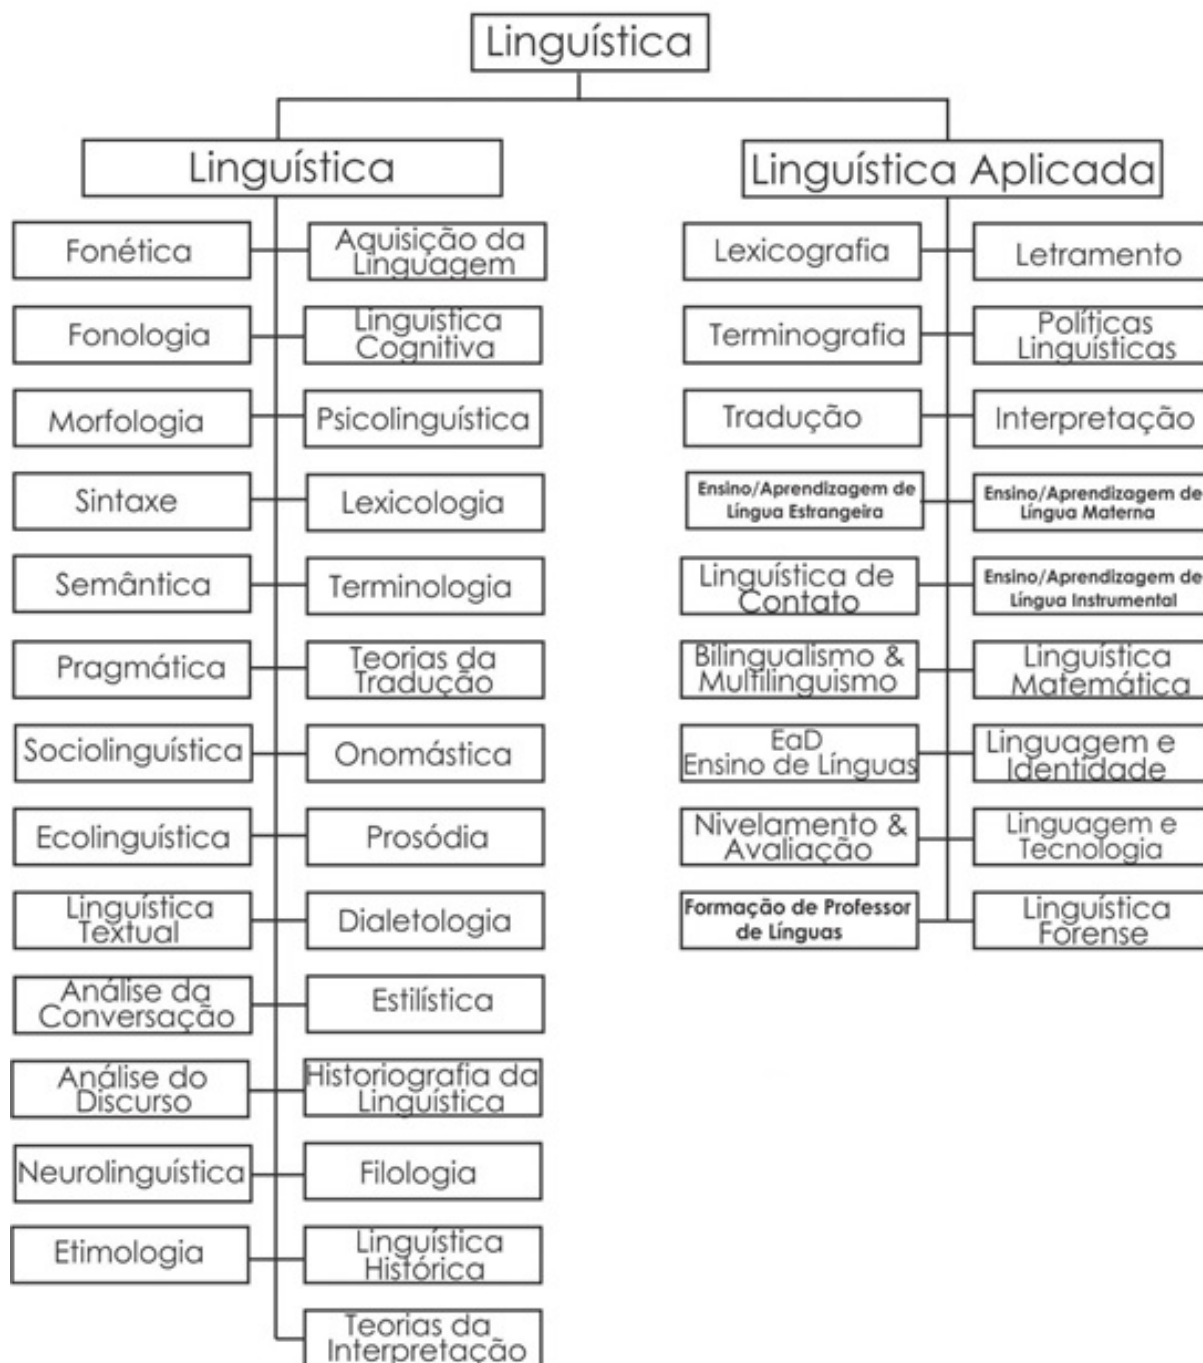 Linguística
Linguística
Linguística Aplicada
Fonética
Aquisição da
Linguagem
Fonologia
Linguistica
Cognitiva
Morfologia
Psicolinguística
Sintaxe
Lexicologia
Semântica
Terminologia
Pragmática
Teorias da
Tradução
Sociolinguística
Onomástica
Ecolinguística
Prosódia
Linguística
Textual
Dialetologia
Análise da
Conversação
Estilística
Análise do
Discurso
Historiografia da
Linguística
Neurolinguística
Filologia
Etimologia
Linguística
Histórica
Teorias da
Interpretação
Lexicografia
Letramento
Terminografia
Políticas
Linguísticas
Tradução
Interpretação
Ensino/Aprendizagem de
Língua Estrangeira
Ensino/Aprendizagem de
Língua Materna
Linguística de
Contato
Ensino/Aprendizagem de
Língua Instrumental
Bilingualismo &
Multilinguismo
Linguística
Matemática
EaD
Ensino de Línguas
Linguagem e
Identidade
Nivelamento &
Avaliação
Linguagem e
Tecnologia
Formação de Professor
de Línguas
Linguística
Forense